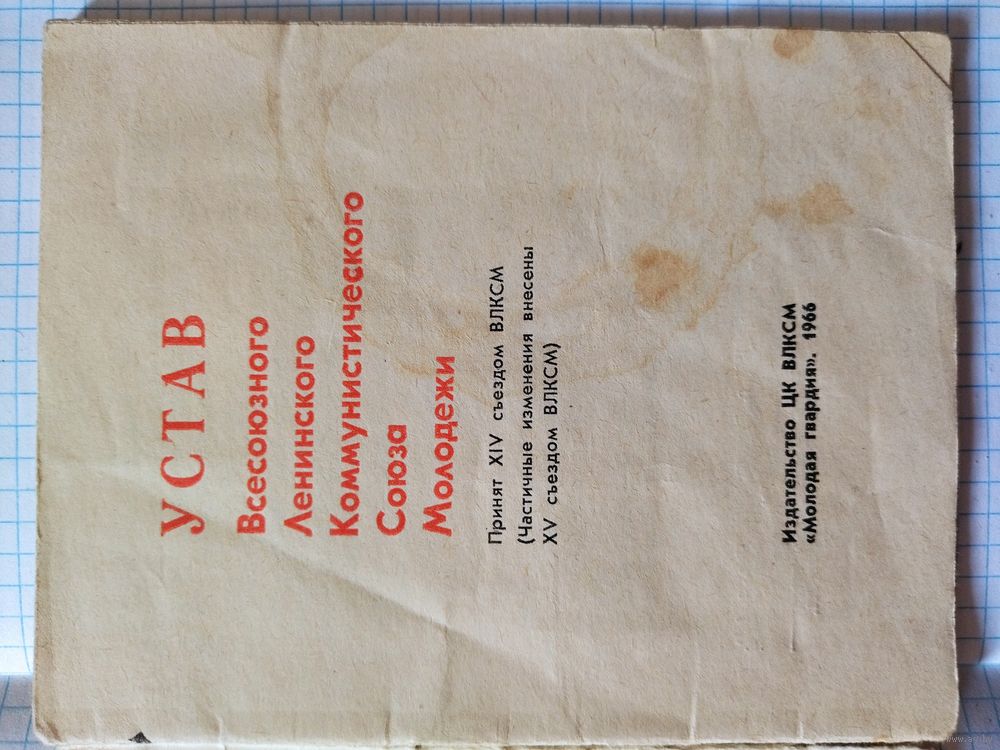 УСТАВ
Всесоюзного
Ленинского
Коммунистического
Союза
Молодежи
Принят XIV съездом ВЛКСМ
(Частичные изменения внесены
XV съездом ВЛКСМ)
Издательство ЦК ВЛКСМ
«Молодая гвардия». 1966